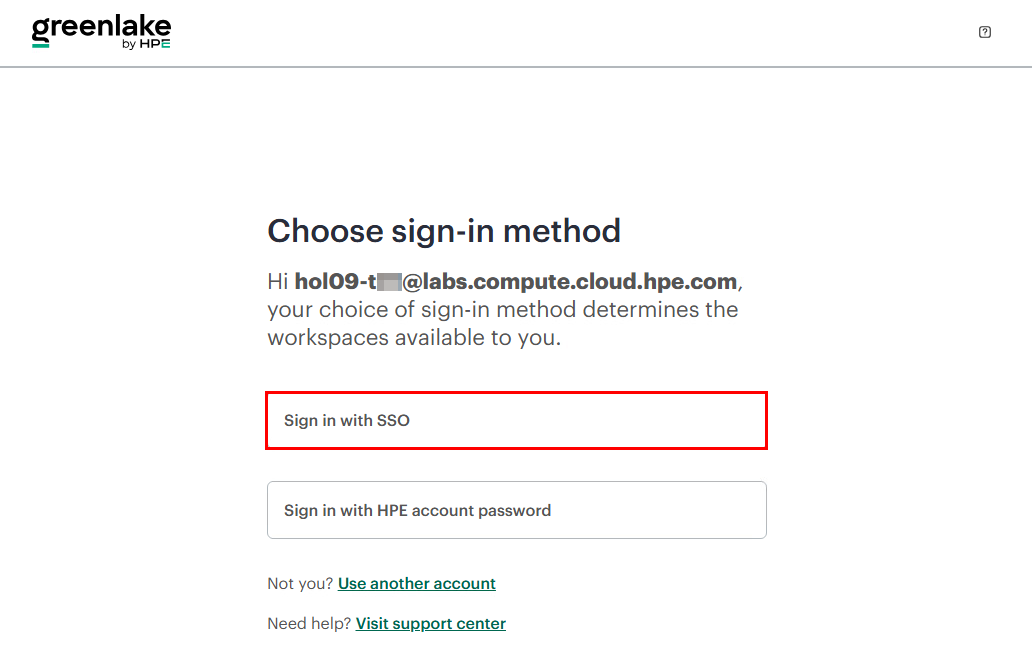 greenlake
by HPE
?
Choose sign-in method
Hi hol09-t @labs.compute.cloud.hpe.com,
your choice of sign-in method determines the
workspaces available to you.
Sign in with SSO
Sign in with HPE account password
Not you? Use another account
Need help? Visit support center